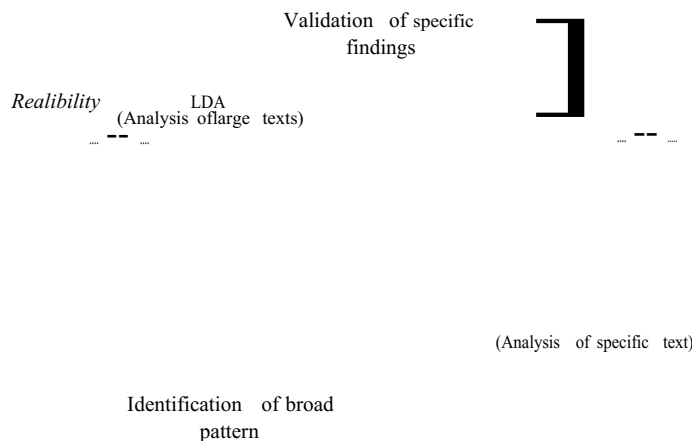 Validation of specific
findings
Realibility
LDA
(Analysis oflarge texts)
(Analysis of specific text)
Identification of broad
pattern